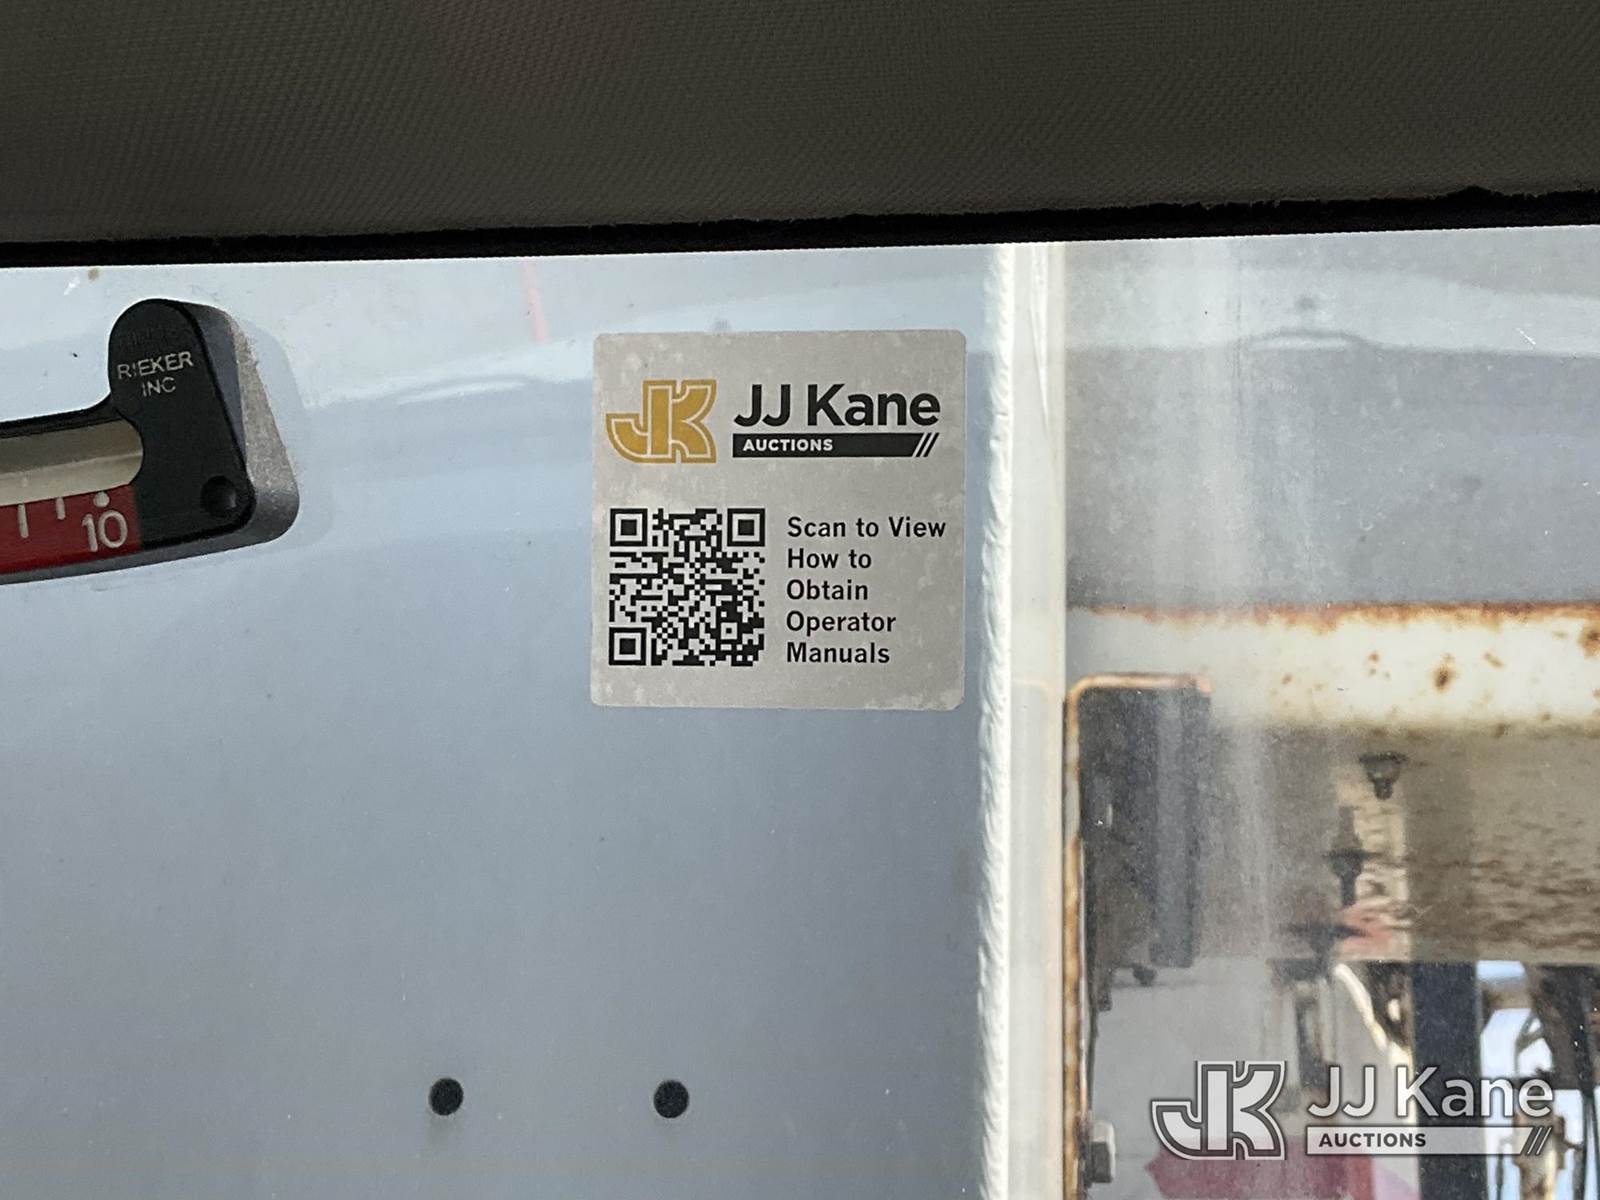 RIEKER
INC
10
JK
JJ Kane
AUCTIONS
Scan to View
How to
Obtain
Operator
Manuals
JK
JJ Kane
AUCTIONS